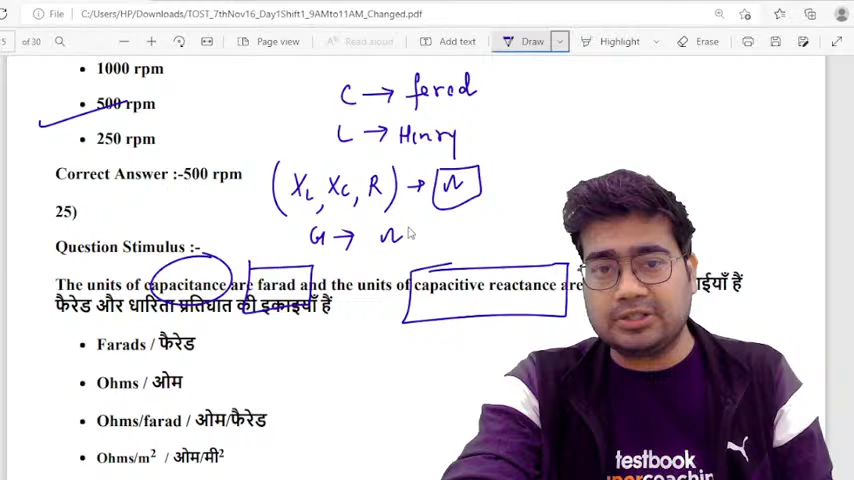 File | C:/Users/HP/Downloads/TOST_7thNov16_Day1Shift1_9AMto11AM_Changed.pdf
of 30 Page view Read aloud Add text Draw Highlight Erase
1000 rpm
500 rpm
250 rpm
Correct Answer :-500 rpm
25)
Question Stimulus :-
The units of capacitance are farad and the units of capacitive reactance are
फैरेड और धारिता प्रतिघात की इकाइयाँ हैं
Farads / फैरेड
Ohms / ओम
Ohms/farad / ओम/फैरेड
Ohms/m² / ओम/मी²
C → ferad
L → Henry
(XL, XC, R) → Ω
G → Ω
testbook